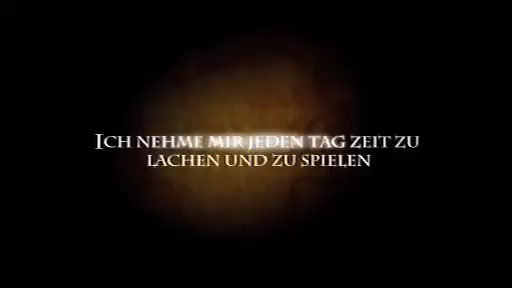 ICH NEHME MIR JEDEN TAG ZEIT ZU
LACHEN UND ZU SPIELEN